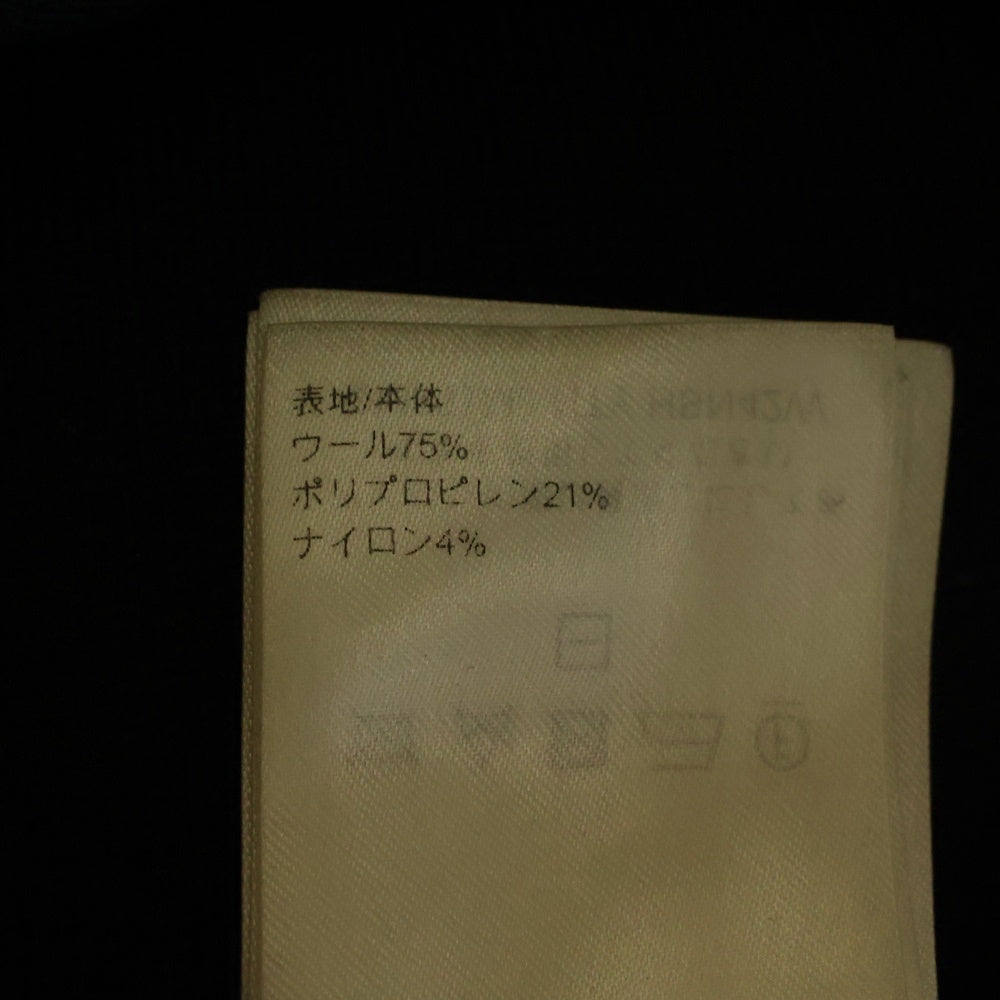 表地/本体
ウール75%
ポリプロピレン21%
ナイロン4%